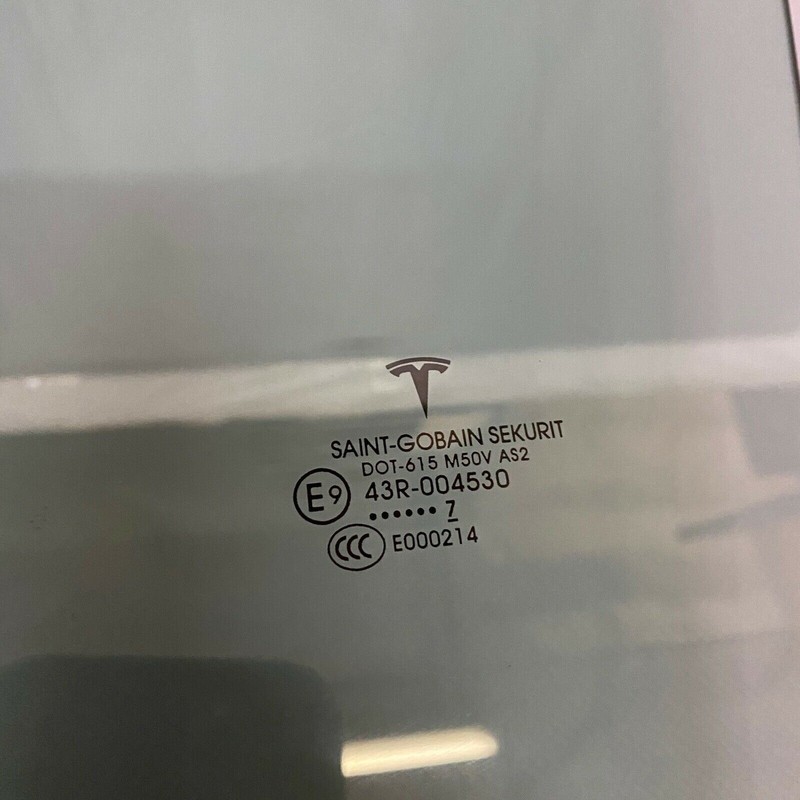 SAINT-GOBAIN SEKURIT
DOT-615 M50V AS2
E9 43R-004530
•••••• 7
CCC E000214